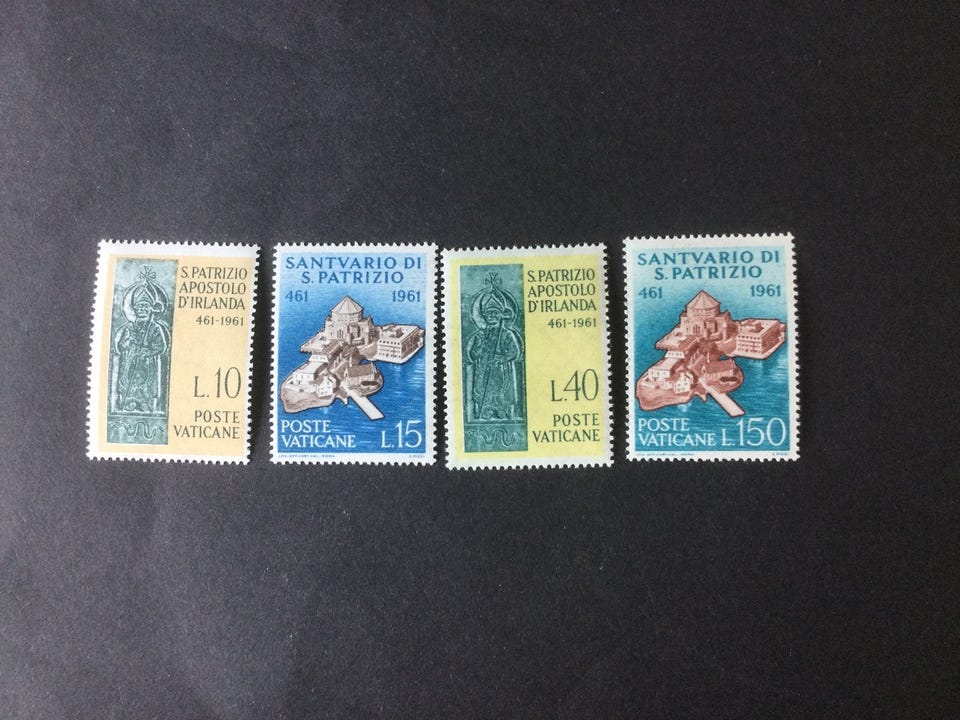 S. PATRIZIO
APOSTOLO
D'IRLANDA
461-1961
L.10
POSTE
VATICANE
SANTVARIO DI
S. PATRIZIO
461 1961
POSTE
VATICANE L.15
S. PATRIZIO
APOSTOLO
D'IRLANDA
461-1961
L.40
POSTE
VATICANE
SANTVARIO DI
S. PATRIZIO
461 1961
POSTE
VATICANE L.150